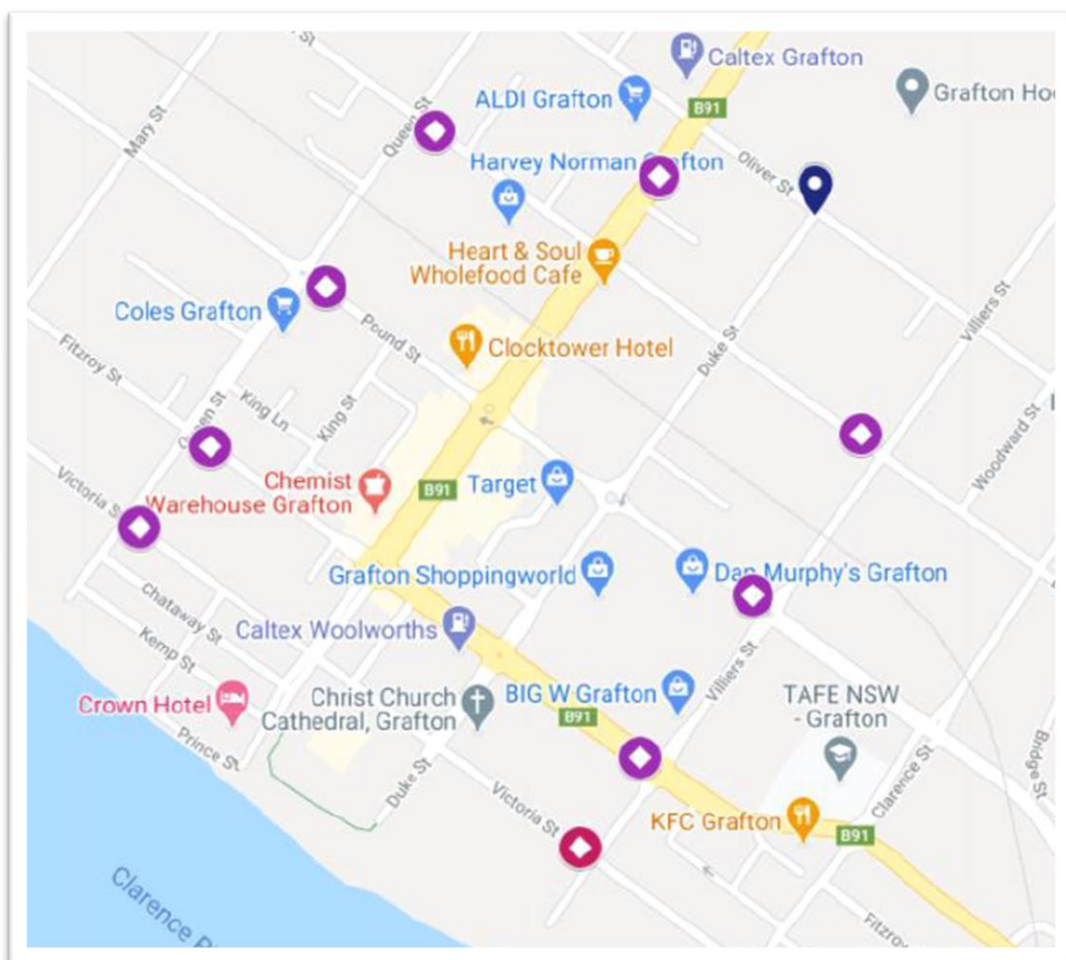 St
Caltex Grafton
ALDI Grafton
B91
Grafton Hoc
Mary St
Queen St
Harvey Norman Grafton
Oliver St
Heart & Soul
Wholefood Cafe
Coles Grafton
Pound St
Clocktower Hotel
Duke St
Villiers St
Fitzroy St
King Ln
King St
Queen St
Woodward St
Victoria St
Chemist
Warehouse Grafton
B91
Target
Grafton Shoppingworld
Dan Murphy's Grafton
Chataway St
Kemp St
Caltex Woolworths
Villiers St
Crown Hotel
Christ Church
Cathedral, Grafton
BIG W Grafton
B91
TAFE NSW
- Grafton
Prince St
Duke St
Victoria St
Clarence St
Bridge St
KFC Grafton
B91
Clarence
Fitzroy